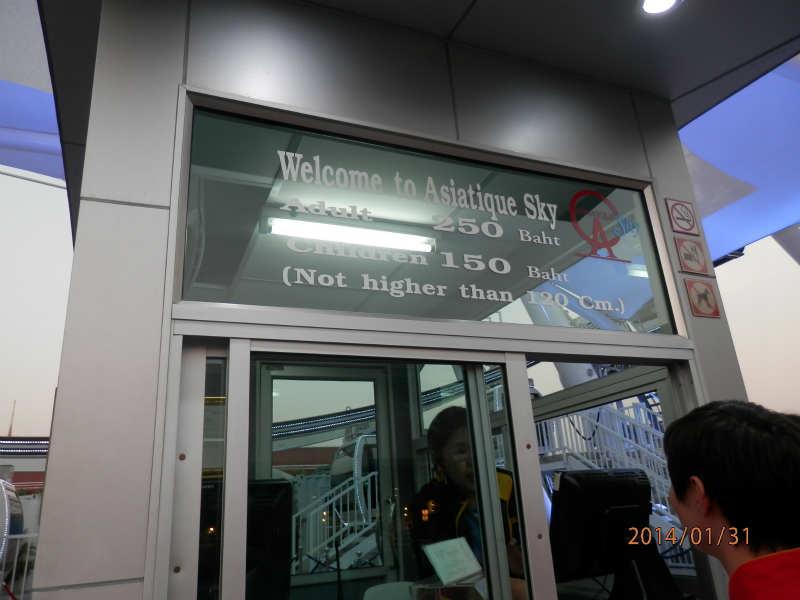 Welcome to Asiatique Sky
Adult 250 Baht
Children 150 Baht
(Not higher than 120 Cm.)
2014/01/31